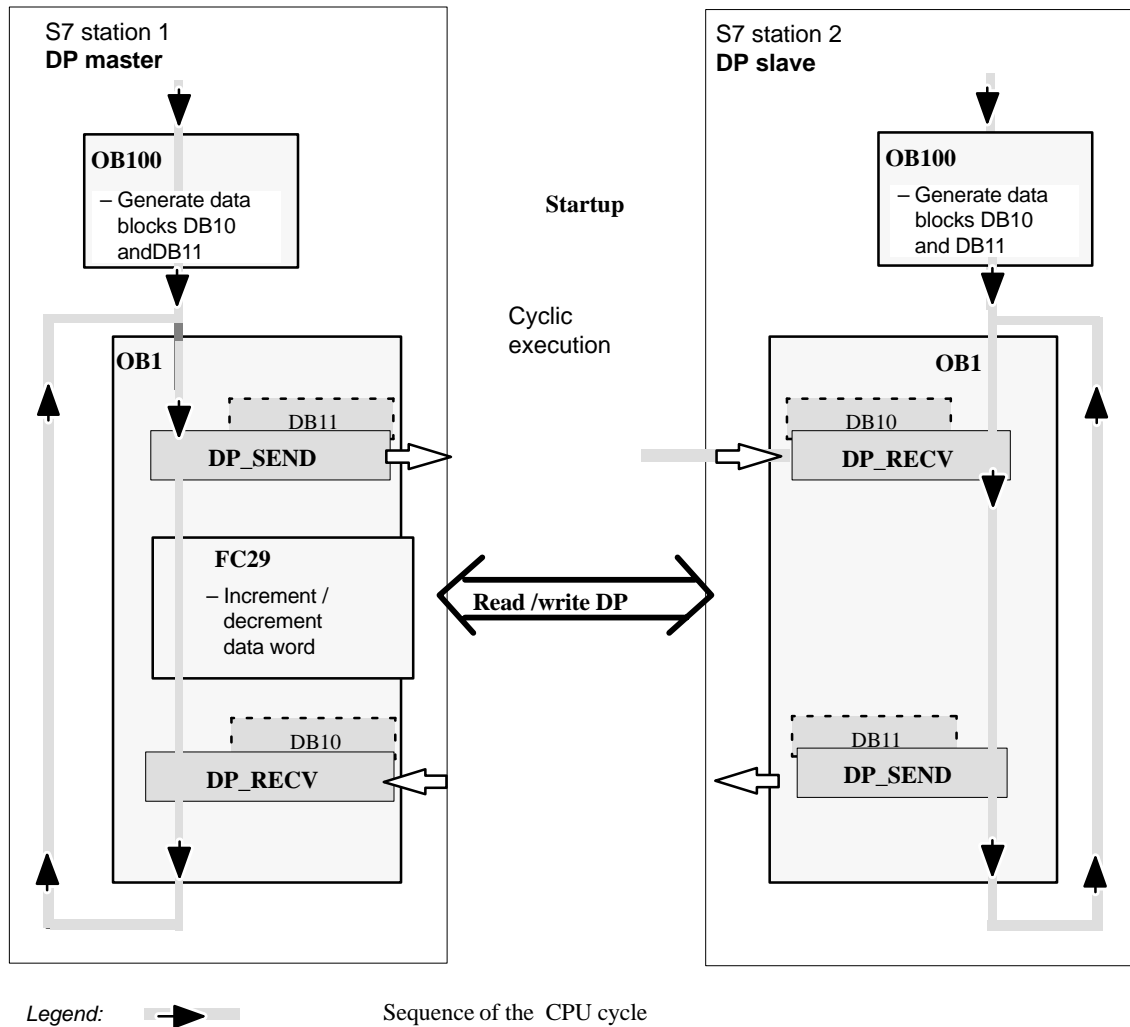 S7 station 1
DP master
S7 station 2
DP slave
OB100
– Generate data
blocks DB10
andDB11
Startup
OB100
– Generate data
blocks DB10
and DB11
Cyclic
execution
OB1
DB11
DP_SEND
OB1
DB10
DP_RECV
FC29
– Increment /
decrement
data word
Read /write DP
DB10
DP_RECV
DB11
DP_SEND
Legend:
Sequence of the CPU cycle